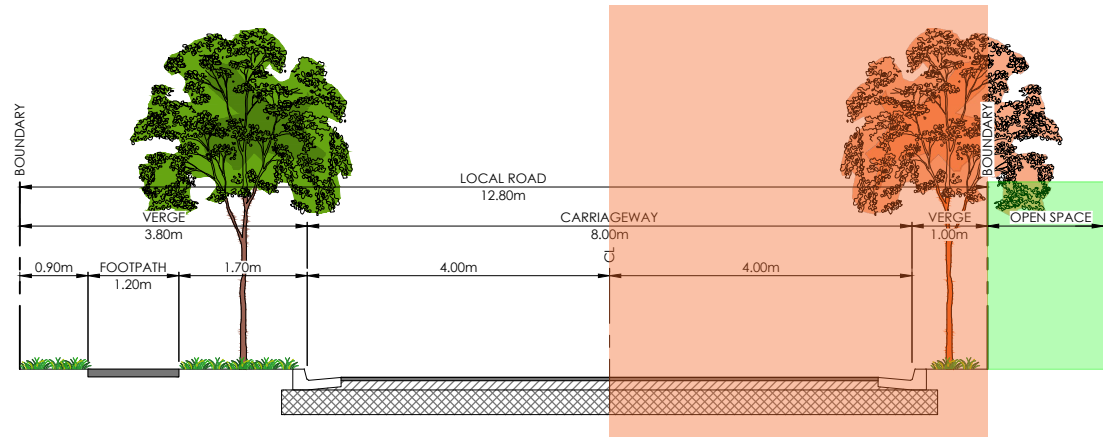 BOUNDARY
BOUNDARY
LOCAL ROAD
12.80m
VERGE
CARRIAGEWAY
VERGE
OPEN SPACE
3.80m
8.00m
1.00m
CL
0.90m
FOOTPATH
1.70m
4.00m
4.00m
1.20m